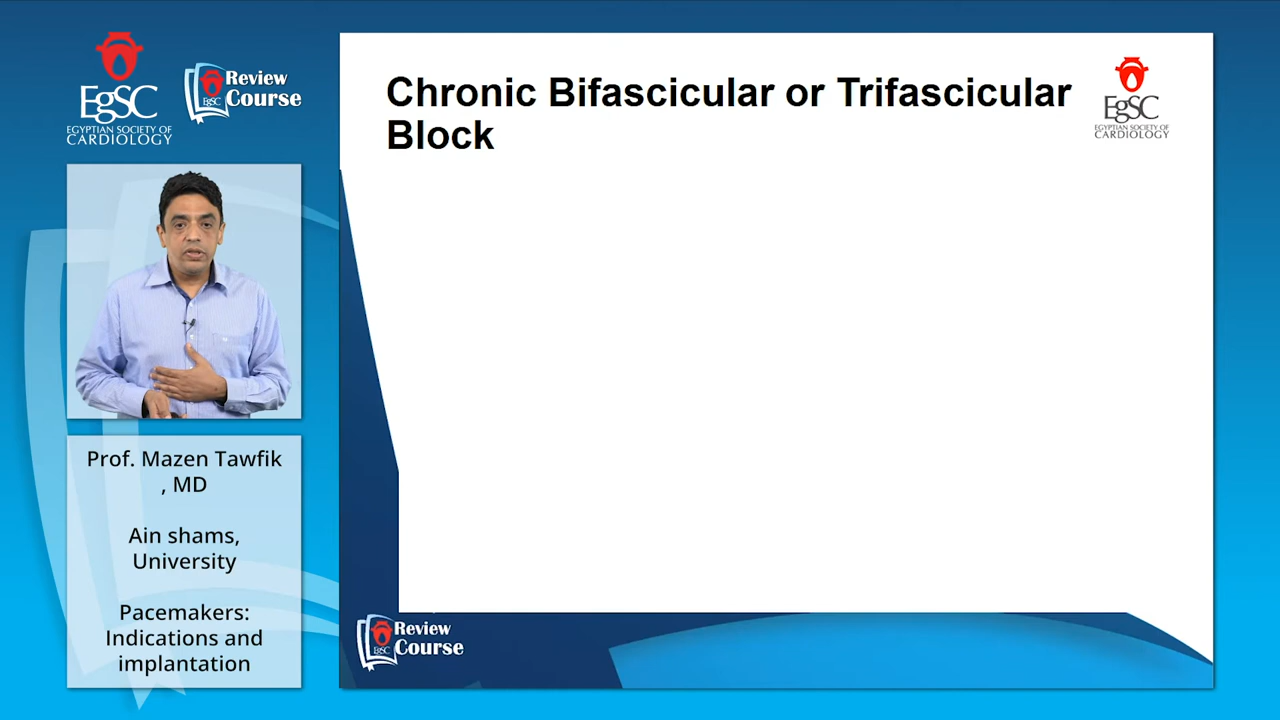 EgSC
EGYPTIAN SOCIETY OF
CARDIOLOGY
EgSC
Review
Course
Prof. Mazen Tawfik
, MD
Ain shams,
University
Pacemakers:
Indications and
implantation
Chronic Bifascicular or Trifascicular
Block
EgSC
EGYPTIAN SOCIETY OF
CARDIOLOGY
EgSC
Review
Course